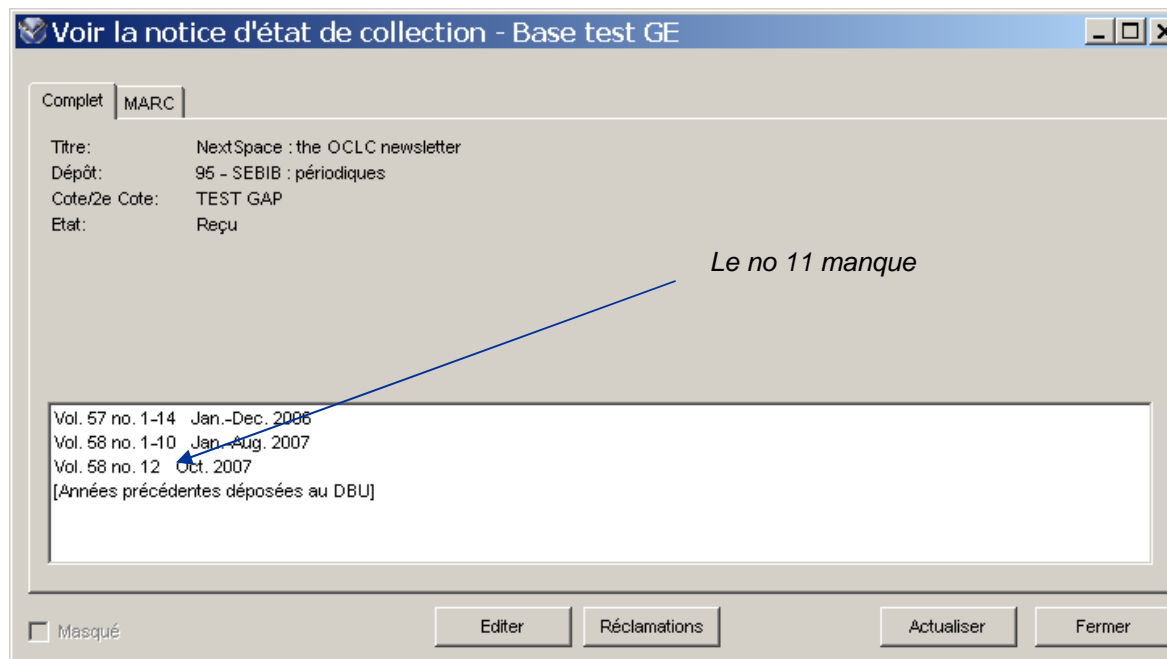 Voir la notice d'état de collection - Base test GE
Complet MARC
Titre: NextSpace : the OCLC newsletter
Dépôt: 95 - SEBIB : périodiques
Cote/2e Cote: TEST GAP
Etat: Reçu
Le no 11 manque
Vol. 57 no. 1-14 Jan.-Dec. 2006
Vol. 58 no. 1-10 Jan.-Aug. 2007
Vol. 58 no. 12 Oct. 2007
[Années précédentes déposées au DBU]
Masqué Editer Réclamations Actualiser Fermer